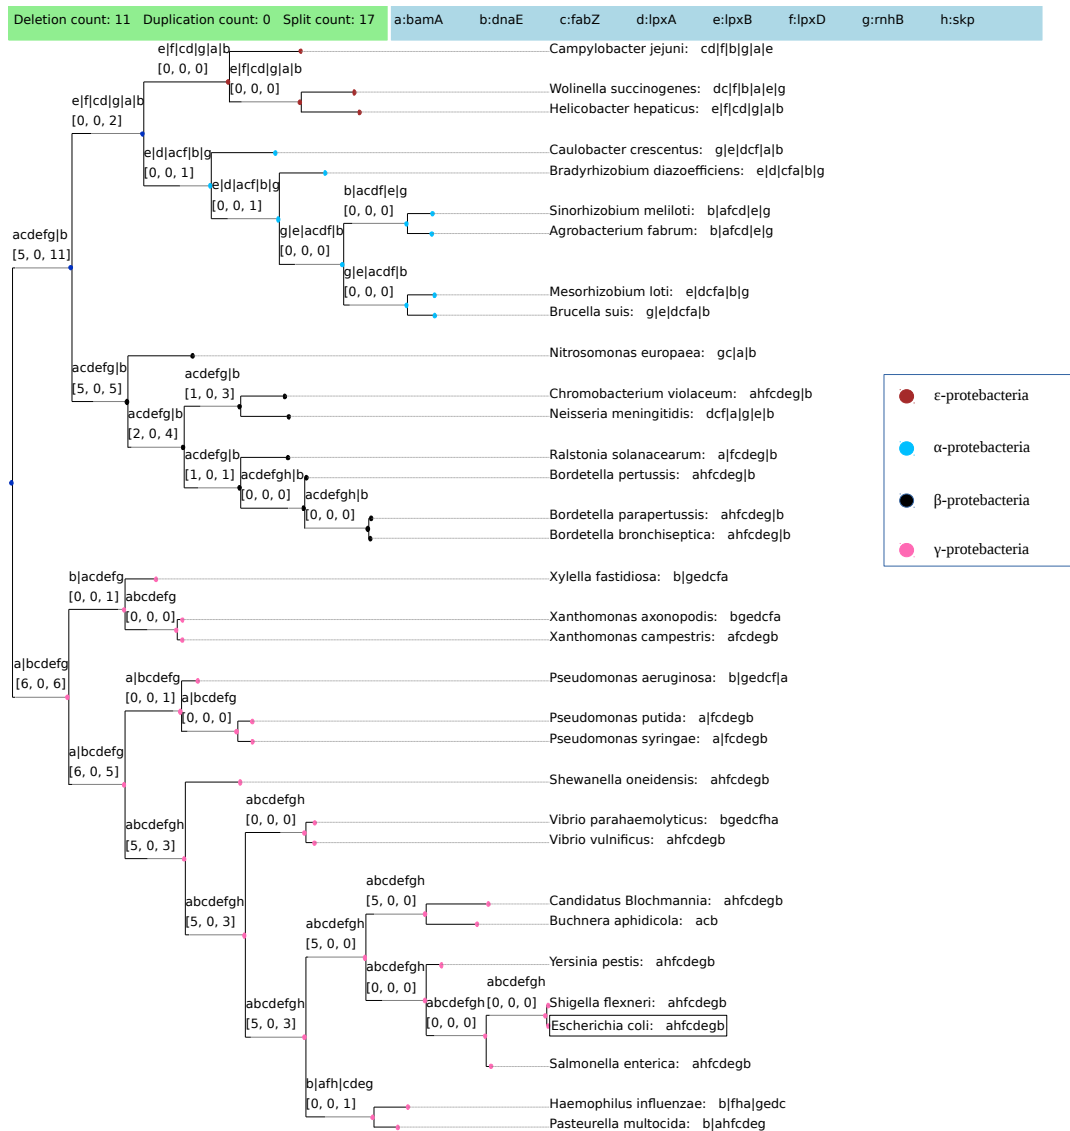 Deletion count: 11 Duplication count: 0 Split count: 17 a:bamA b:dnaE c:fabZ d:lpxA e:lpxB f:lpxD g:rnhB h:skp
e|f|cd|g|a|b
[0, 0, 0]
Campylobacter jejuni: cd|f|b|g|a|e
e|f|cd|g|a|b
[0, 0, 0]
Wolinella succinogenes: dc|f|b|a|e|g
e|f|cd|g|a|b
[0, 0, 2]
Helicobacter hepaticus: e|f|cd|g|a|b
e|d|acf|b|g
[0, 0, 1]
Caulobacter crescentus: g|e|dcf|a|b
Bradyrhizobium diazoefficiens: e|d|cfa|b|g
e|d|acf|b|g
[0, 0, 1]
b|acdf|e|g
[0, 0, 0]
Sinorhizobium meliloti: b|afcd|e|g
Agrobacterium fabrum: b|afcd|e|g
acdefg|b
[5, 0, 11]
g|e|acdf|b
[0, 0, 0]
g|e|acdf|b
[0, 0, 0]
Mesorhizobium loti: e|dcfa|b|g
Brucella suis: g|e|dcfa|b
Nitrosomonas europaea: gc|a|b
acdefg|b
[5, 0, 5]
acdefg|b
[1, 0, 3]
Chromobacterium violaceum: ahfcdeg|b
ε-protebacteria
Neisseria meningitidis: dcf|a|g|e|b
acdefg|b
[2, 0, 4]
α-protebacteria
acdefg|b
[1, 0, 1]
Ralstonia solanacearum: a|fcdeg|b
acdefgh|b
[0, 0, 0]
Bordetella pertussis: ahfcdeg|b
acdefgh|b
[0, 0, 0]
β-protebacteria
Bordetella parapertussis: ahfcdeg|b
Bordetella bronchiseptica: ahfcdeg|b
γ-protebacteria
b|acdefg
[0, 0, 1]
Xylella fastidiosa: b|gedcfa
abcdefg
[0, 0, 0]
Xanthomonas axonopodis: bgedcfa
Xanthomonas campestris: afcdegb
a|bcdefg
[6, 0, 6]
a|bcdefg
[0, 0, 1]
Pseudomonas aeruginosa: b|gedcf|a
a|bcdefg
[0, 0, 0]
Pseudomonas putida: a|fcdegb
Pseudomonas syringae: a|fcdegb
a|bcdefg
[6, 0, 5]
Shewanella oneidensis: ahfcdegb
abcdefgh
[0, 0, 0]
Vibrio parahaemolyticus: bgedcfha
abcdefgh
[5, 0, 3]
Vibrio vulnificus: ahfcdegb
abcdefgh
[5, 0, 0]
Candidatus Blochmannia: ahfcdegb
abcdefgh
[5, 0, 3]
Buchnera aphidicola: acb
abcdefgh
[5, 0, 0]
Yersinia pestis: ahfcdegb
abcdefgh
[0, 0, 0]
abcdefgh
[0, 0, 0]
Shigella flexneri: ahfcdegb
abcdefgh
[5, 0, 3]
abcdefgh
[0, 0, 0]
Escherichia coli: ahfcdegb
Salmonella enterica: ahfcdegb
b|afh|cdeg
[0, 0, 1]
Haemophilus influenzae: b|fha|gedc
Pasteurella multocida: b|ahfcdeg